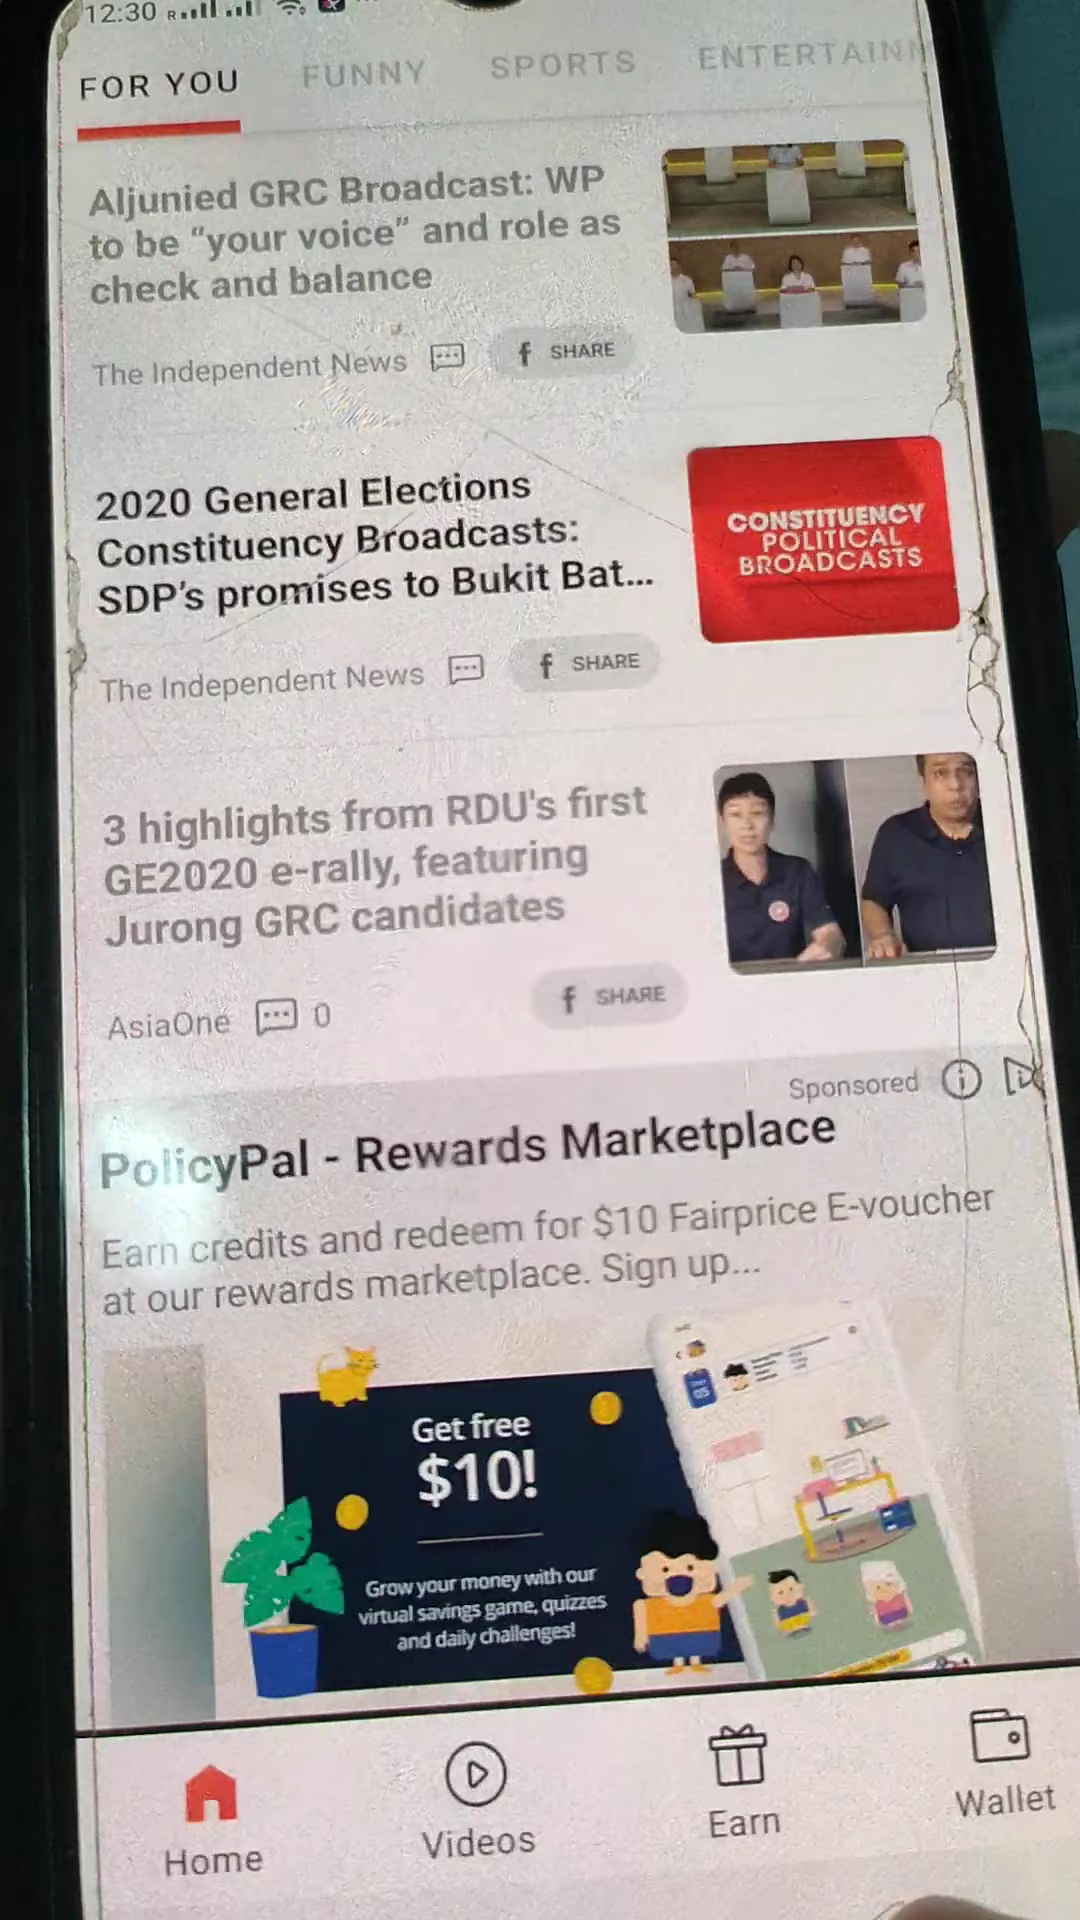 12:30
FOR YOU
FUNNY
SPORTS
ENTERTAINM
Aljunied GRC Broadcast: WP
to be “your voice” and role as
check and balance
The Independent News
f SHARE
2020 General Elections
Constituency Broadcasts:
SDP’s promises to Bukit Bat...
CONSTITUENCY
POLITICAL
BROADCASTS
The Independent News
f SHARE
3 highlights from RDU's first
GE2020 e-rally, featuring
Jurong GRC candidates
AsiaOne
0
f SHARE
Sponsored
PolicyPal - Rewards Marketplace
Earn credits and redeem for $10 Fairprice E-voucher
at our rewards marketplace. Sign up...
Get free
$10!
Grow your money with our
virtual savings game, quizzes
and daily challenges!
05
Home
Videos
Earn
Wallet